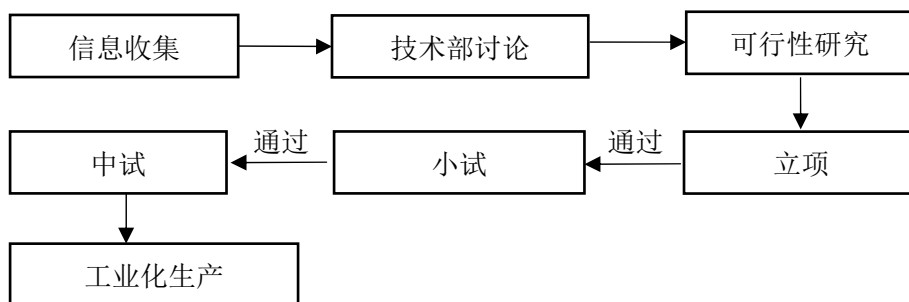 信息收集
技术部讨论
可行性研究
立项
通过
小试
通过
中试
工业化生产